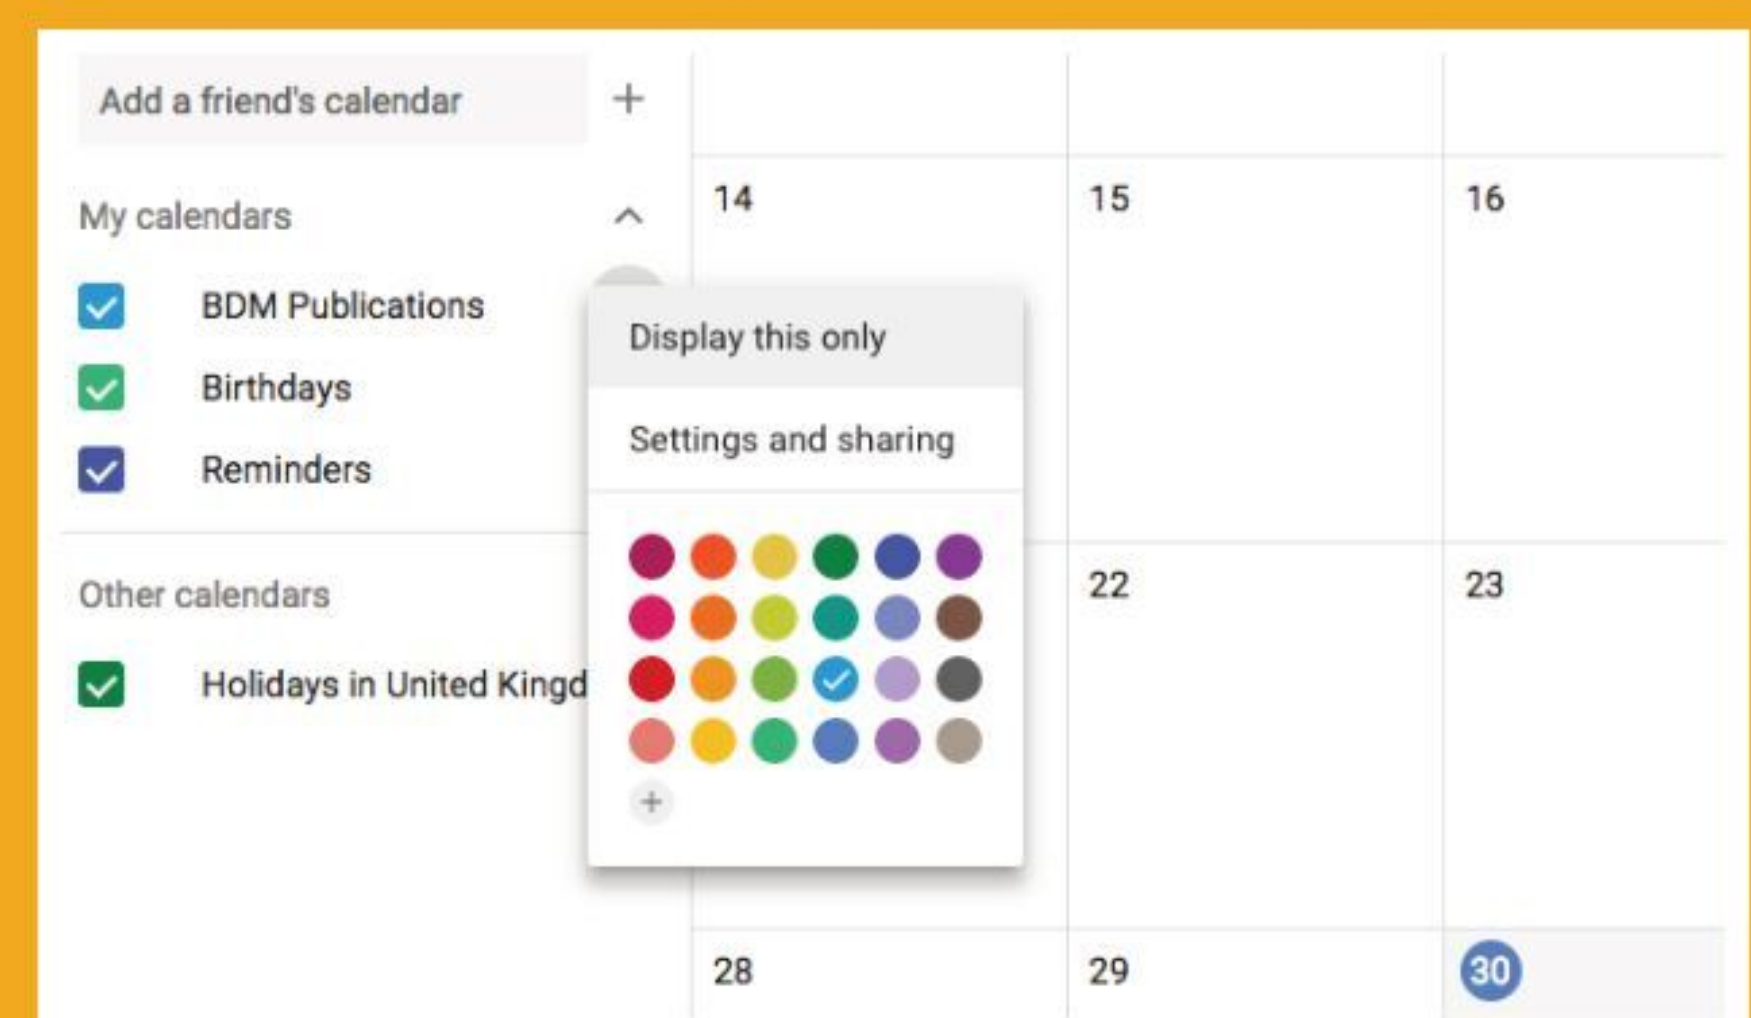 Add a friend's calendar
+
My calendars
BDM Publications
Birthdays
Reminders
Other calendars
Holidays in United Kingd
Display this only
Settings and sharing
+
14
15
16
22
23
28
29
30